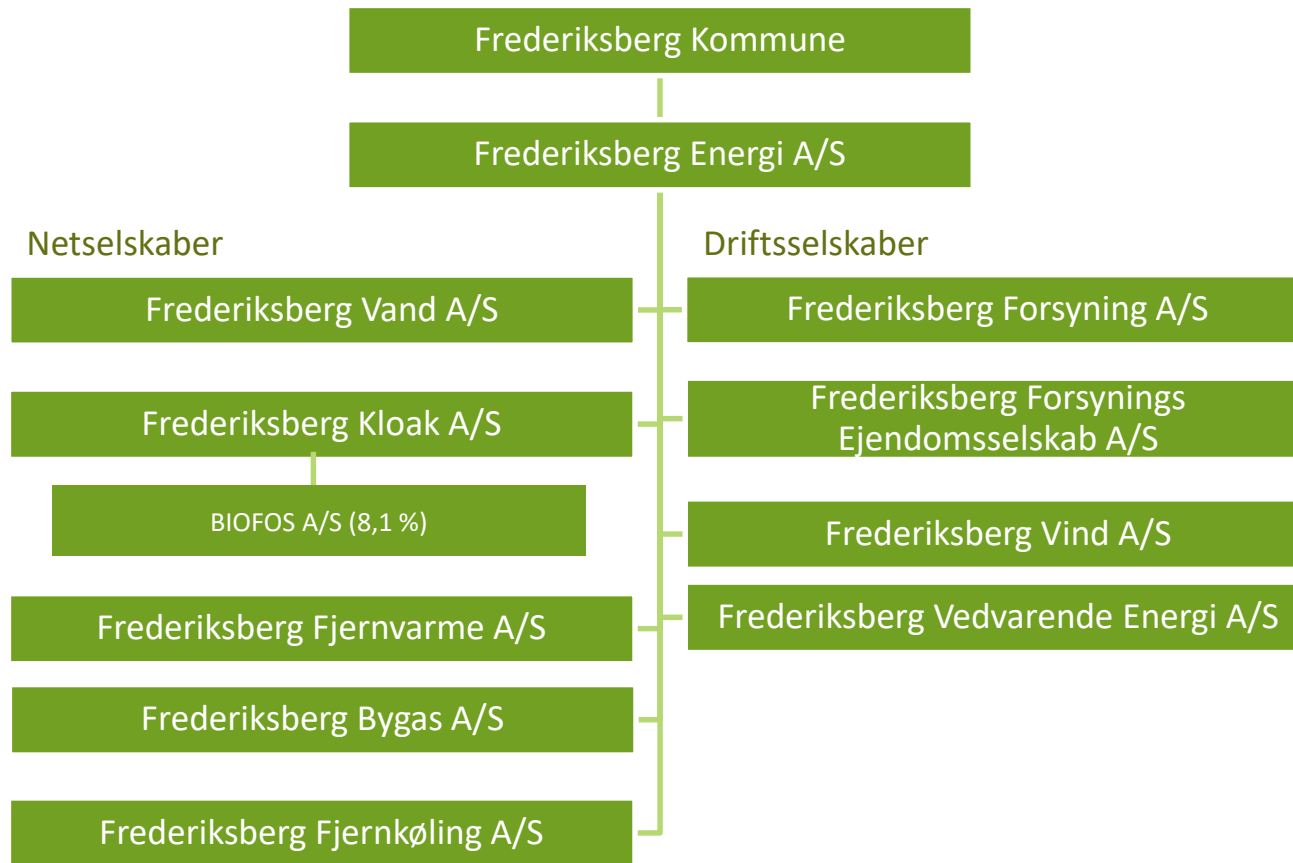 Frederiksberg Kommune
Frederiksberg Energi A/S
Netselskaber
Frederiksberg Vand A/S
Frederiksberg Kloak A/S
BIOFOS A/S (8,1 %)
Frederiksberg Fjernvarme A/S
Frederiksberg Bygas A/S
Frederiksberg Fjernkøling A/S
Driftsselskaber
Frederiksberg Forsyning A/S
Frederiksberg Forsynings
Ejendomsselskab A/S
Frederiksberg Vind A/S
Frederiksberg Vedvarende Energi A/S